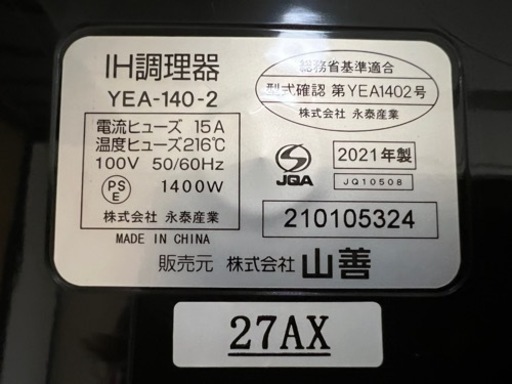 IH調理器
YEA-140-2
電流ヒューズ 15A
温度ヒューズ216℃
100V 50/60Hz
PSE 1400W
株式会社 永泰産業
MADE IN CHINA
総務省基準適合
型式確認 第YEA1402号
株式会社 永泰産業
S JQA
2021年製
JQ10508
210105324
販売元 株式会社 山善
27AX